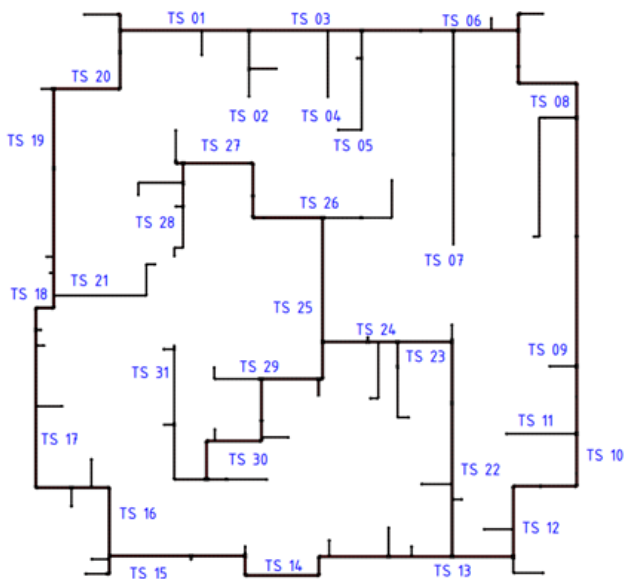 TS 01
TS 03
TS 06
TS 20
TS 08
TS 02
TS 04
TS 19
TS 05
TS 27
TS 26
TS 28
TS 07
TS 21
TS 18
TS 25
TS 24
TS 23
TS 09
TS 29
TS 31
TS 11
TS 17
TS 30
TS 10
TS 22
TS 16
TS 12
TS 14
TS 15
TS 13